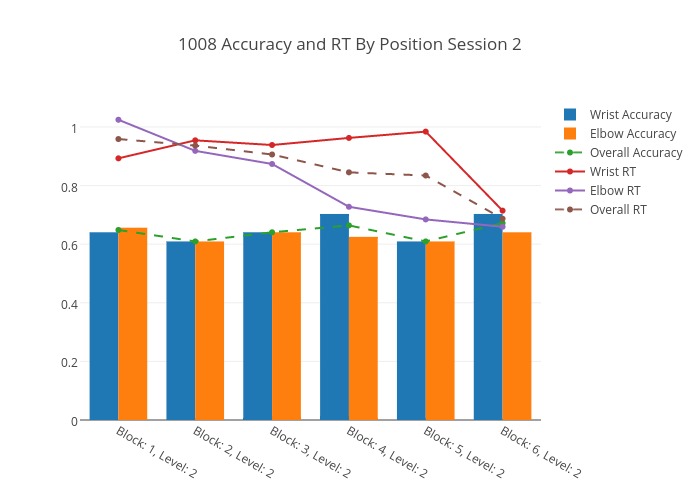 1008 Accuracy and RT By Position Session 2
1
0.8
0.6
0.4
0.2
0
Block: 1, Level: 2
Block: 2, Level: 2
Block: 3, Level: 2
Block: 4, Level: 2
Block: 5, Level: 2
Block: 6, Level: 2
Wrist Accuracy
Elbow Accuracy
Overall Accuracy
Wrist RT
Elbow RT
Overall RT